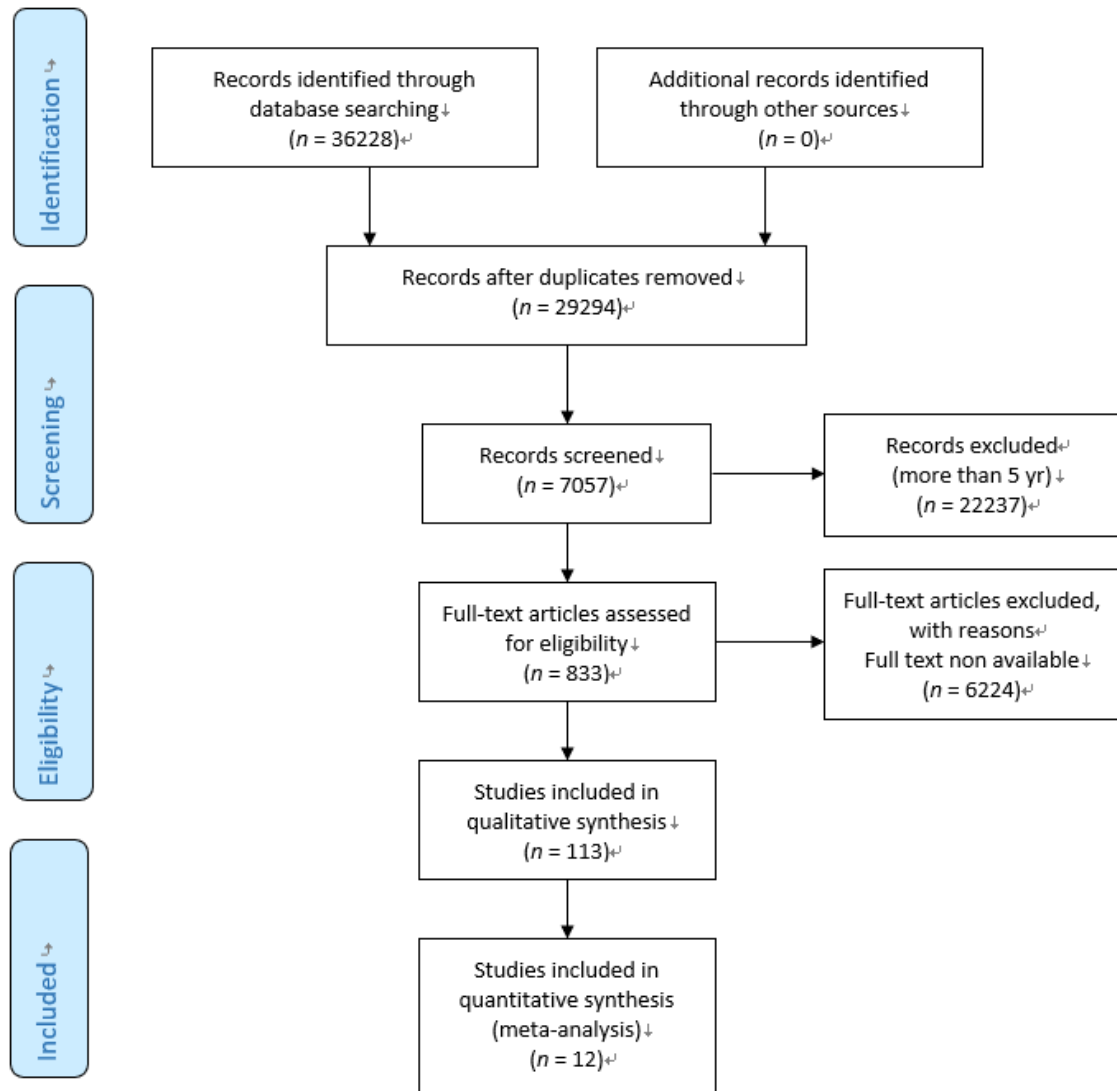 Identification
Records identified through
database searching↓
(n = 36228)↵
Additional records identified
through other sources↓
(n = 0)↵
Records after duplicates removed↓
(n = 29294)↵
Screening
Records screened↓
(n = 7057)↵
Records excluded↵
(more than 5 yr)↓
(n = 22237)↵
Eligibility
Full-text articles assessed
for eligibility↓
(n = 833)↵
Full-text articles excluded,
with reasons↵
Full text non available↓
(n = 6224)↵
Studies included in
qualitative synthesis↓
(n = 113)↵
Included
Studies included in
quantitative synthesis
(meta-analysis)↓
(n = 12)↵